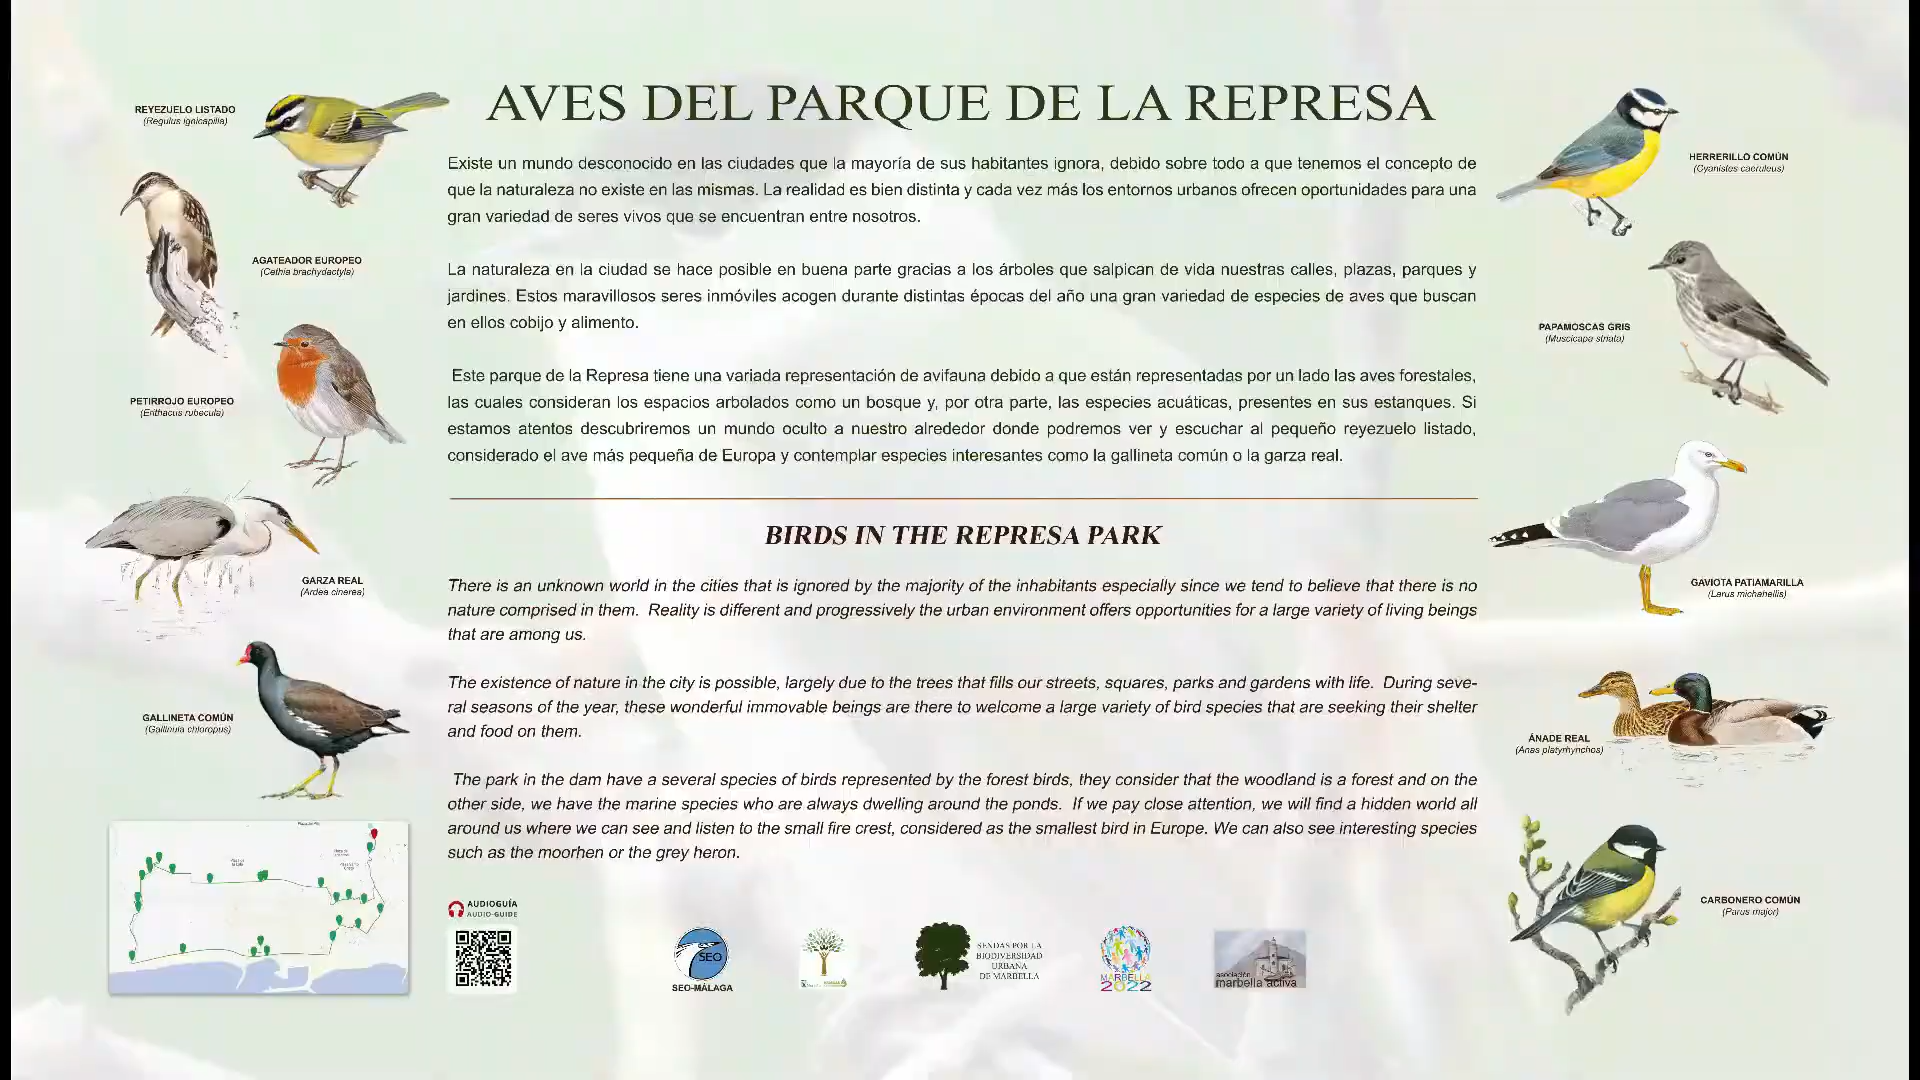 REYEZUELO LISTADO
(Regulus ignicapilla)
AGATEADOR EUROPEO
(Cethia brachydactyla)
PETIRROJO EUROPEO
(Erithacus rubecula)
GARZA REAL
(Ardea cinerea)
GALLINETA COMÚN
(Gallinula chloropus)
AVES DEL PARQUE DE LA REPRESA
Existe un mundo desconocido en las ciudades que la mayoría de sus habitantes ignora, debido sobre todo a que tenemos el concepto de
que la naturaleza no existe en las mismas. La realidad es bien distinta y cada vez más los entornos urbanos ofrecen oportunidades para una
gran variedad de seres vivos que se encuentran entre nosotros.
La naturaleza en la ciudad se hace posible en buena parte gracias a los árboles que salpican de vida nuestras calles, plazas, parques y
jardines. Estos maravillosos seres inmóviles acogen durante distintas épocas del año una gran variedad de especies de aves que buscan
en ellos cobijo y alimento.
Este parque de la Represa tiene una variada representación de avifauna debido a que están representadas por un lado las aves forestales,
las cuales consideran los espacios arbolados como un bosque y, por otra parte, las especies acuáticas, presentes en sus estanques. Si
estamos atentos descubriremos un mundo oculto a nuestro alrededor donde podremos ver y escuchar al pequeño reyezuelo listado,
considerado el ave más pequeña de Europa y contemplar especies interesantes como la gallineta común o la garza real.
BIRDS IN THE REPRESA PARK
There is an unknown world in the cities that is ignored by the majority of the inhabitants especially since we tend to believe that there is no
nature comprised in them. Reality is different and progressively the urban environment offers opportunities for a large variety of living beings
that are among us.
The existence of nature in the city is possible, largely due to the trees that fills our streets, squares, parks and gardens with life. During seve-
ral seasons of the year, these wonderful immovable beings are there to welcome a large variety of bird species that are seeking their shelter
and food on them.
The park in the dam have a several species of birds represented by the forest birds, they consider that the woodland is a forest and on the
other side, we have the marine species who are always dwelling around the ponds. If we pay close attention, we will find a hidden world all
around us where we can see and listen to the small fire crest, considered as the smallest bird in Europe. We can also see interesting species
such as the moorhen or the grey heron.
AUDIOGUÍA
AUDIO-GUIDE
SEO
SEO-MÁLAGA
SENDAS POR LA
BIODIVERSIDAD
URBANA
DE MARBELLA
MARBELLA
2022
asociación
marbella activa
HERRERILLO COMÚN
(Cyanistes caeruleus)
PAPAMOSCAS GRIS
(Muscicapa striata)
GAVIOTA PATIAMARILLA
(Larus michahellis)
ÁNADE REAL
(Anas platyrhynchos)
CARBONERO COMÚN
(Parus major)